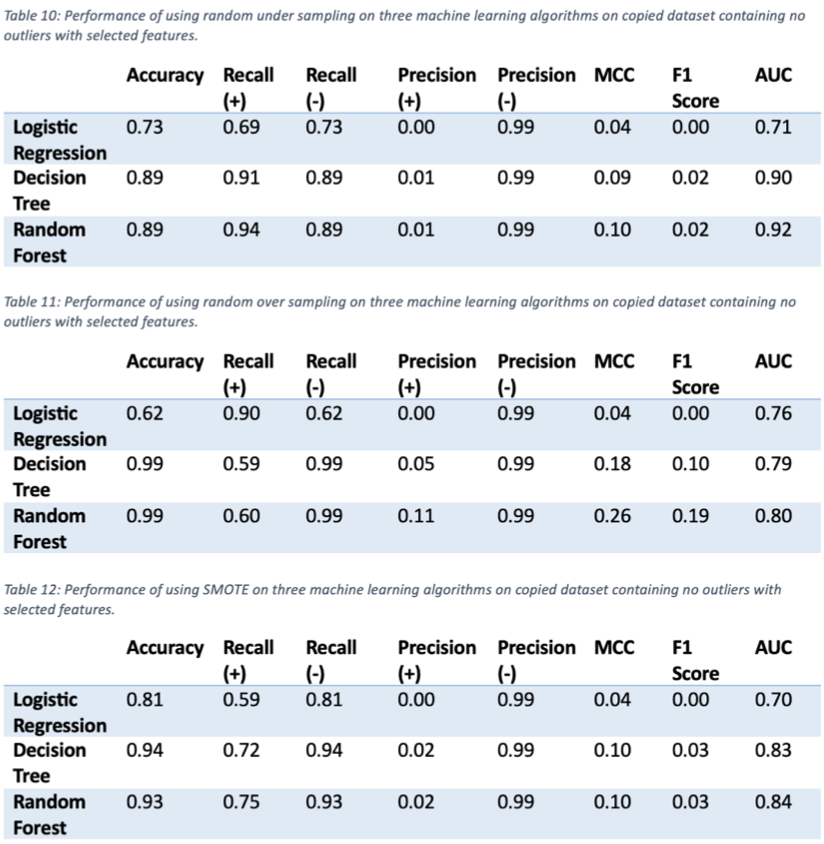 Table 10: Performance of using random under sampling on three machine learning algorithms on copied dataset containing no
outliers with selected features.
Accuracy Recall (+) Recall (-) Precision (+) Precision (-) MCC F1 Score AUC
Logistic Regression 0.73 0.69 0.73 0.00 0.99 0.04 0.00 0.71
Decision Tree 0.89 0.91 0.89 0.01 0.99 0.09 0.02 0.90
Random Forest 0.89 0.94 0.89 0.01 0.99 0.10 0.02 0.92
Table 11: Performance of using random over sampling on three machine learning algorithms on copied dataset containing no
outliers with selected features.
Accuracy Recall (+) Recall (-) Precision (+) Precision (-) MCC F1 Score AUC
Logistic Regression 0.62 0.90 0.62 0.00 0.99 0.04 0.00 0.76
Decision Tree 0.99 0.59 0.99 0.05 0.99 0.18 0.10 0.79
Random Forest 0.99 0.60 0.99 0.11 0.99 0.26 0.19 0.80
Table 12: Performance of using SMOTE on three machine learning algorithms on copied dataset containing no outliers with
selected features.
Accuracy Recall (+) Recall (-) Precision (+) Precision (-) MCC F1 Score AUC
Logistic Regression 0.81 0.59 0.81 0.00 0.99 0.04 0.00 0.70
Decision Tree 0.94 0.72 0.94 0.02 0.99 0.10 0.03 0.83
Random Forest 0.93 0.75 0.93 0.02 0.99 0.10 0.03 0.84